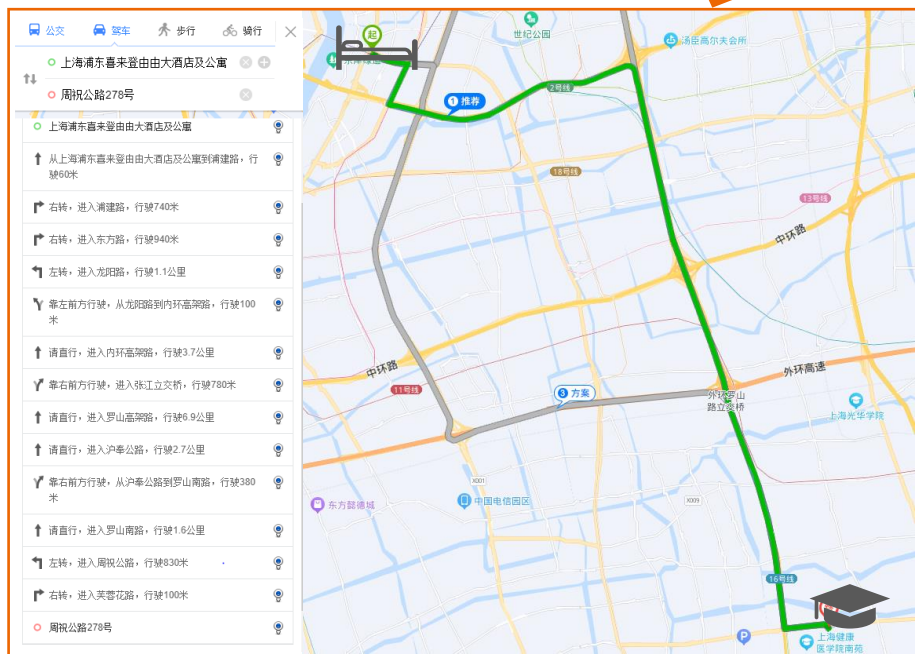 公交
驾车
步行
骑行
上海浦东喜来登由由大酒店及公寓
周祝公路278号
上海浦东喜来登由由大酒店及公寓
从上海浦东喜来登由由大酒店及公寓到浦建路，行
驶60米
右转，进入浦建路，行驶740米
右转，进入东方路，行驶940米
左转，进入龙阳路，行驶1.1公里
靠左前方行驶，从龙阳路到内环高架路，行驶100
米
请直行，进入内环高架路，行驶3.7公里
靠右前方行驶，进入张江立交桥，行驶780米
请直行，进入罗山高架路，行驶6.9公里
请直行，进入沪奉公路，行驶2.7公里
靠右前方行驶，从沪奉公路到罗山南路，行驶380
米
请直行，进入罗山南路，行驶1.6公里
左转，进入周祝公路，行驶830米
右转，进入芙蓉花路，行驶100米
周祝公路278号
起
世纪公园
汤臣高尔夫会所
1 推荐
2号线
18号线
13号线
中环路
中环路
11号线
3 方案
外环高速
外环罗山
路立交桥
上海光华学院
X001
东方懿德城
中国电信园区
X009
16号线
P
上海健康
医学院南苑